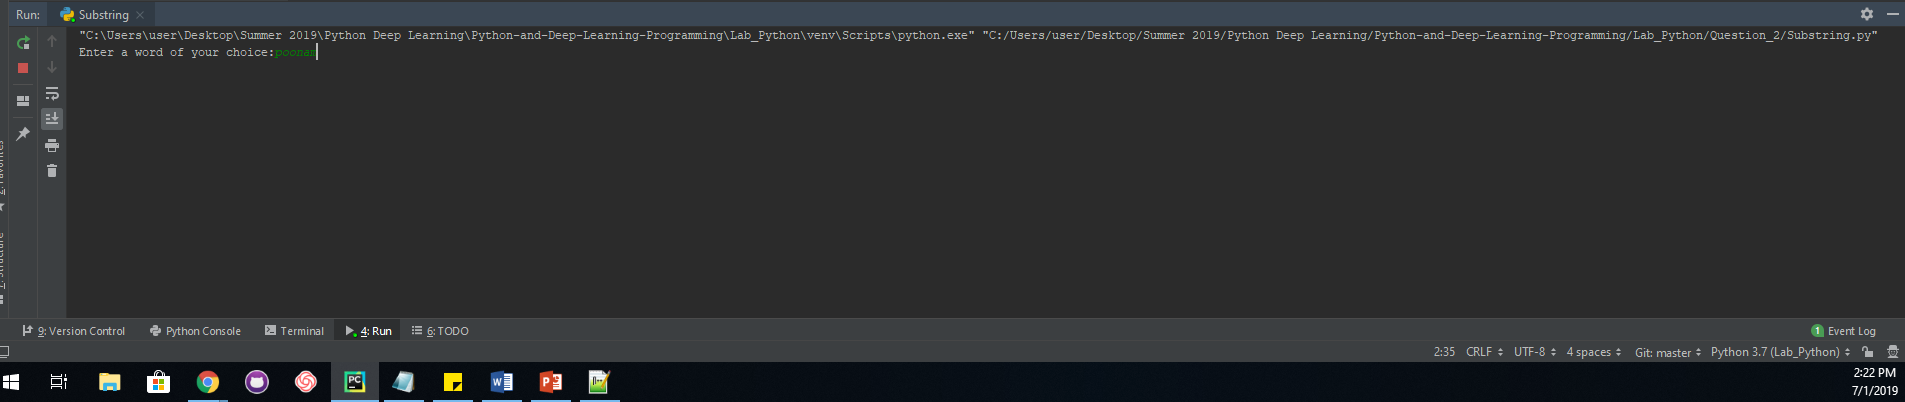 Run: Substring
"C:\Users\user\Desktop\Summer 2019\Python Deep Learning\Python-and-Deep-Learning-Programming\Lab_Python\venv\Scripts\python.exe" "C:/Users/user/Desktop/Summer 2019/Python Deep Learning/Python-and-Deep-Learning-Programming/Lab_Python/Question_2/Substring.py"
Enter a word of your choice:poonam
9: Version Control Python Console Terminal 4: Run 6: TODO 1 Event Log
2:35 CRLF UTF-8 4 spaces Git: master Python 3.7 (Lab_Python)
PC W P
2:22 PM
7/1/2019